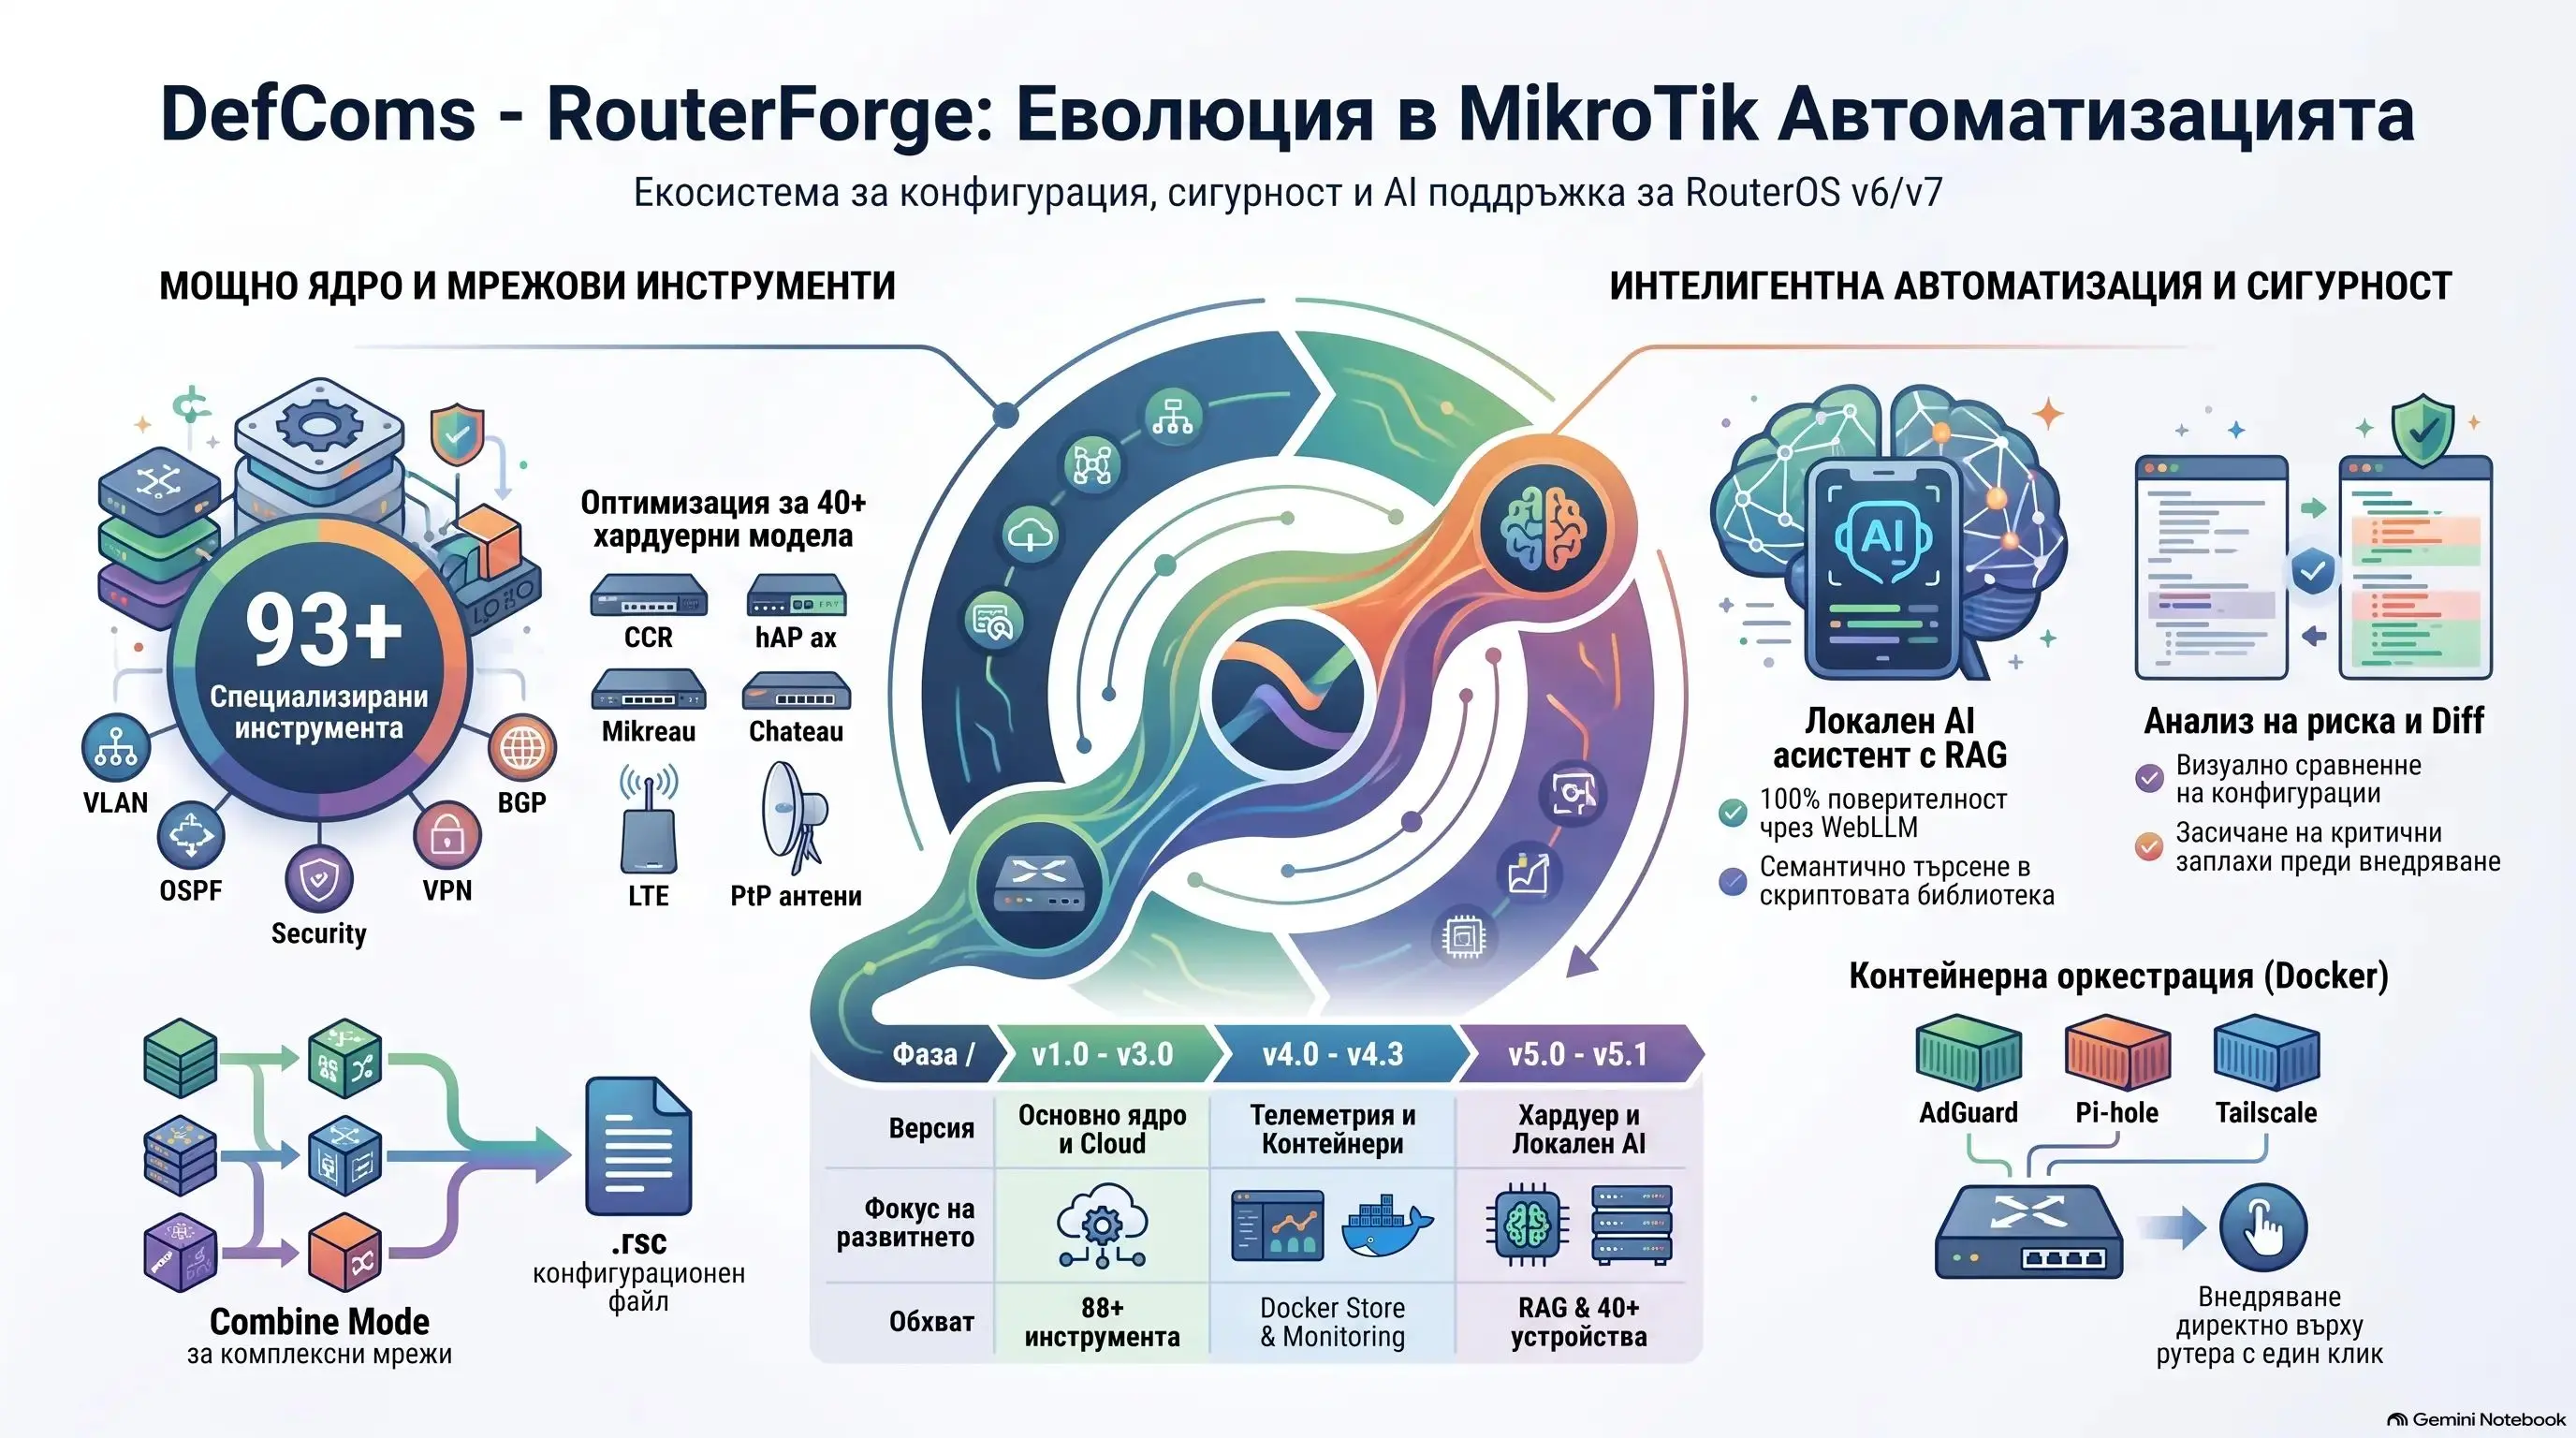 DefComs - RouterForge: Еволюция в MikroTik Автоматизацията
Екосистема за конфигурация, сигурност и AI поддръжка за RouterOS v6/v7
МОЩНО ЯДРО И МРЕЖОВИ ИНСТРУМЕНТИ
93+
Специализирани
инструмента
VLAN
OSPF
Security
VPN
BGP
Оптимизация за 40+
хардуерни модела
CCR
hAP ax
Mikreau
Chateau
LTE
PtP антени
Combine Mode
за комплексни мрежи
.rsc
конфигурационен
файл
Фаза /
v1.0 - v3.0
v4.0 - v4.3
v5.0 - v5.1
Версия
Основно ядро
и Cloud
Телеметрия и
Контейнери
Хардуер и
Локален AI
Фокус на
развитнето
Обхват
88+
инструмента
Docker Store
& Monitoring
RAG & 40+
устройства
ИНТЕЛИГЕНТНА АВТОМАТИЗАЦИЯ И СИГУРНОСТ
AI
Локален AI
асистент с RAG
100% поверителност
чрез WebLLM
Семантично търсене в
скриптовата библиотека
Анализ на риска и Diff
Визуално сравненне
на конфигурации
Засичане на критични
заплахи преди внедряване
Контейнерна оркестрация (Docker)
AdGuard
Pi-hole
Tailscale
Внедряване
директно върху
рутера с един клик
Gemini Notebook